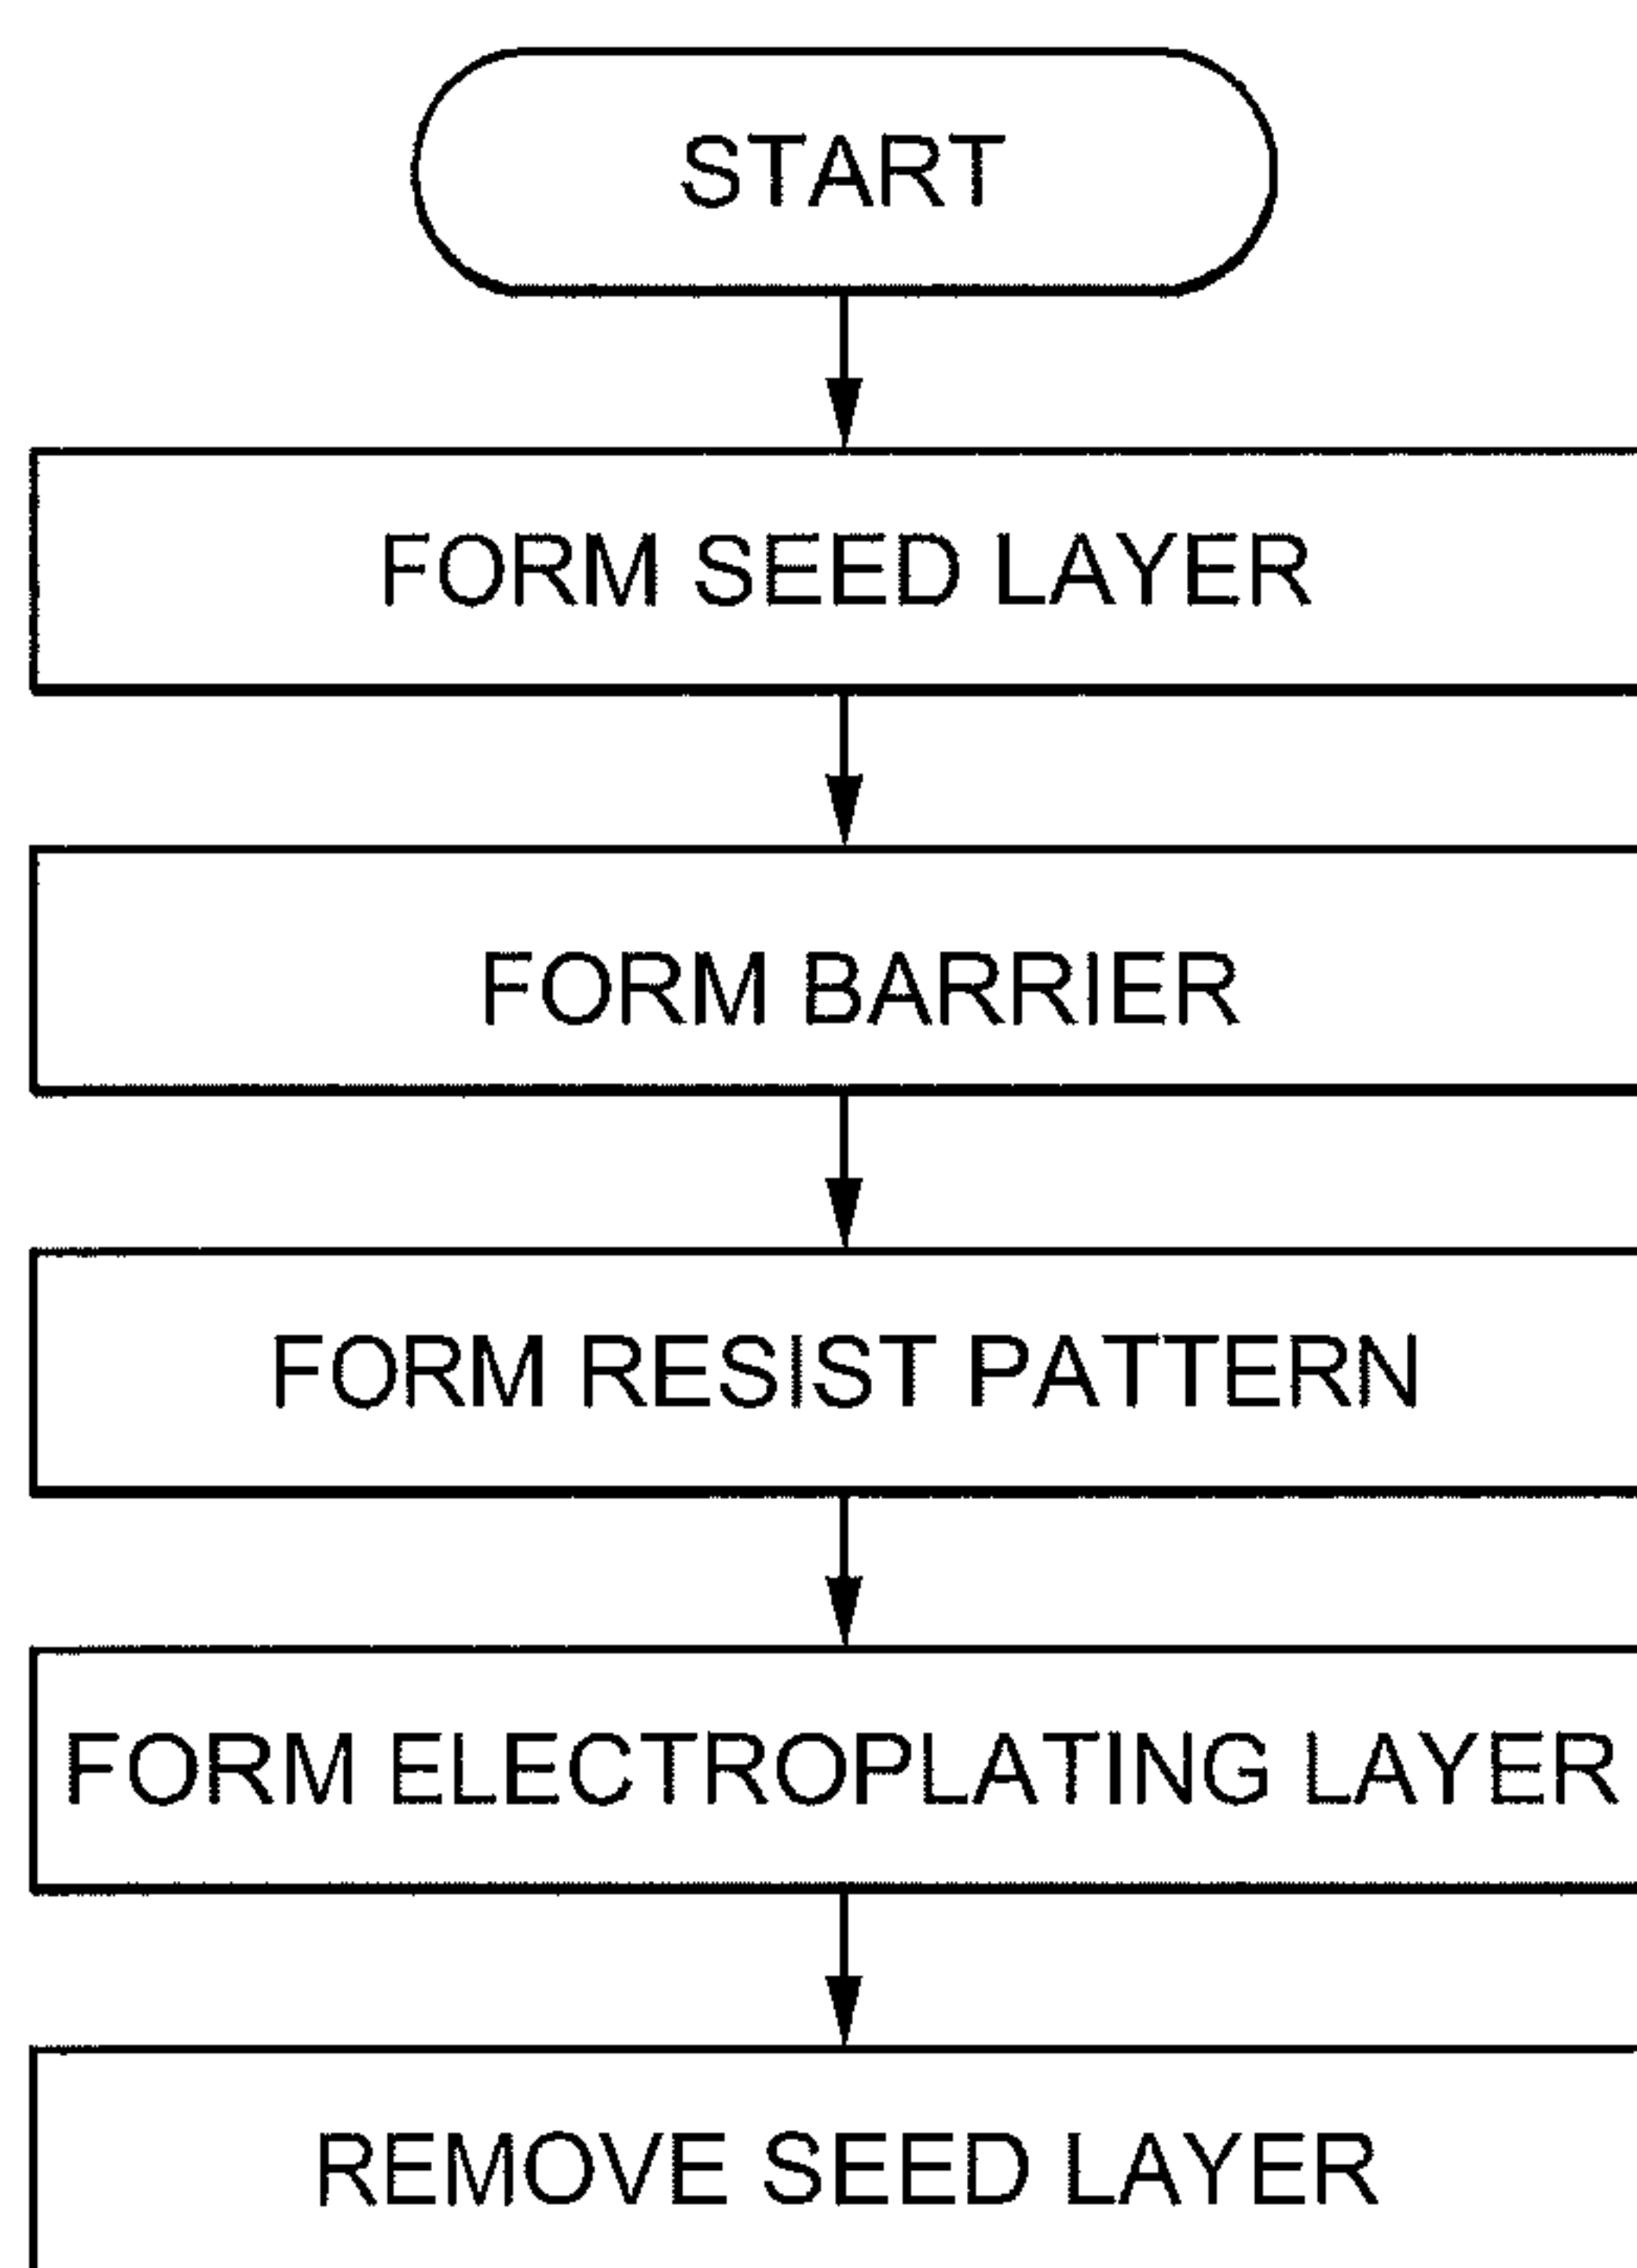 START
FORM SEED LAYER
FORM BARRIER
FORM RESIST PATTERN
FORM ELECTROPLATING LAYER
REMOVE SEED LAYER